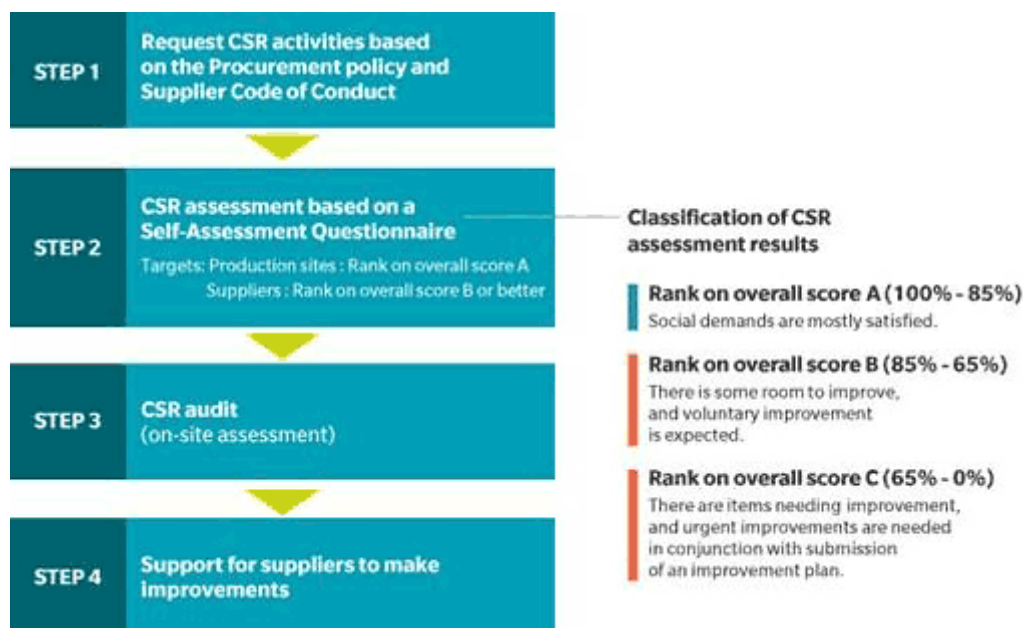 STEP 1
Request CSR activities based
on the Procurement policy and
Supplier Code of Conduct
STEP 2
CSR assessment based on a
Self-Assessment Questionnaire
Targets: Production sites : Rank on overall score A
Suppliers : Rank on overall score B or better
STEP 3
CSR audit
(on-site assessment)
STEP 4
Support for suppliers to make
improvements
Classification of CSR
assessment results
Rank on overall score A (100% - 85%)
Social demands are mostly satisfied.
Rank on overall score B (85% - 65%)
There is some room to improve,
and voluntary improvement
is expected.
Rank on overall score C (65% - 0%)
There are items needing improvement,
and urgent improvements are needed
in conjunction with submission
of an improvement plan.